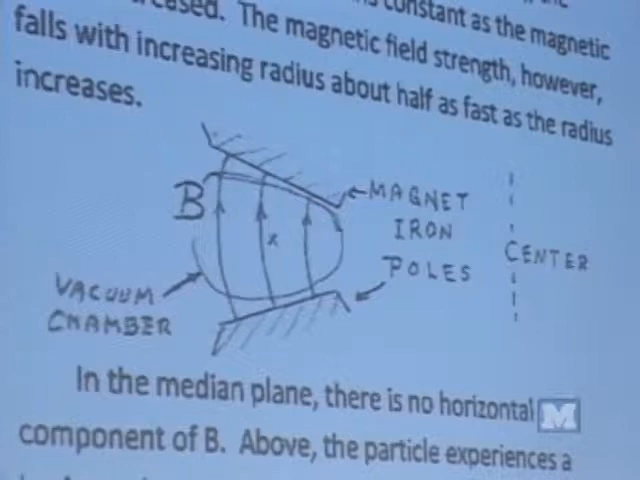 constant as the magnetic
The magnetic field strength, however,
falls with increasing radius about half as fast as the radius
increases.
B
MAGNET
IRON
POLES
CENTER
VACUUM
CHAMBER
x
In the median plane, there is no horizontal
M
component of B. Above, the particle experiences a